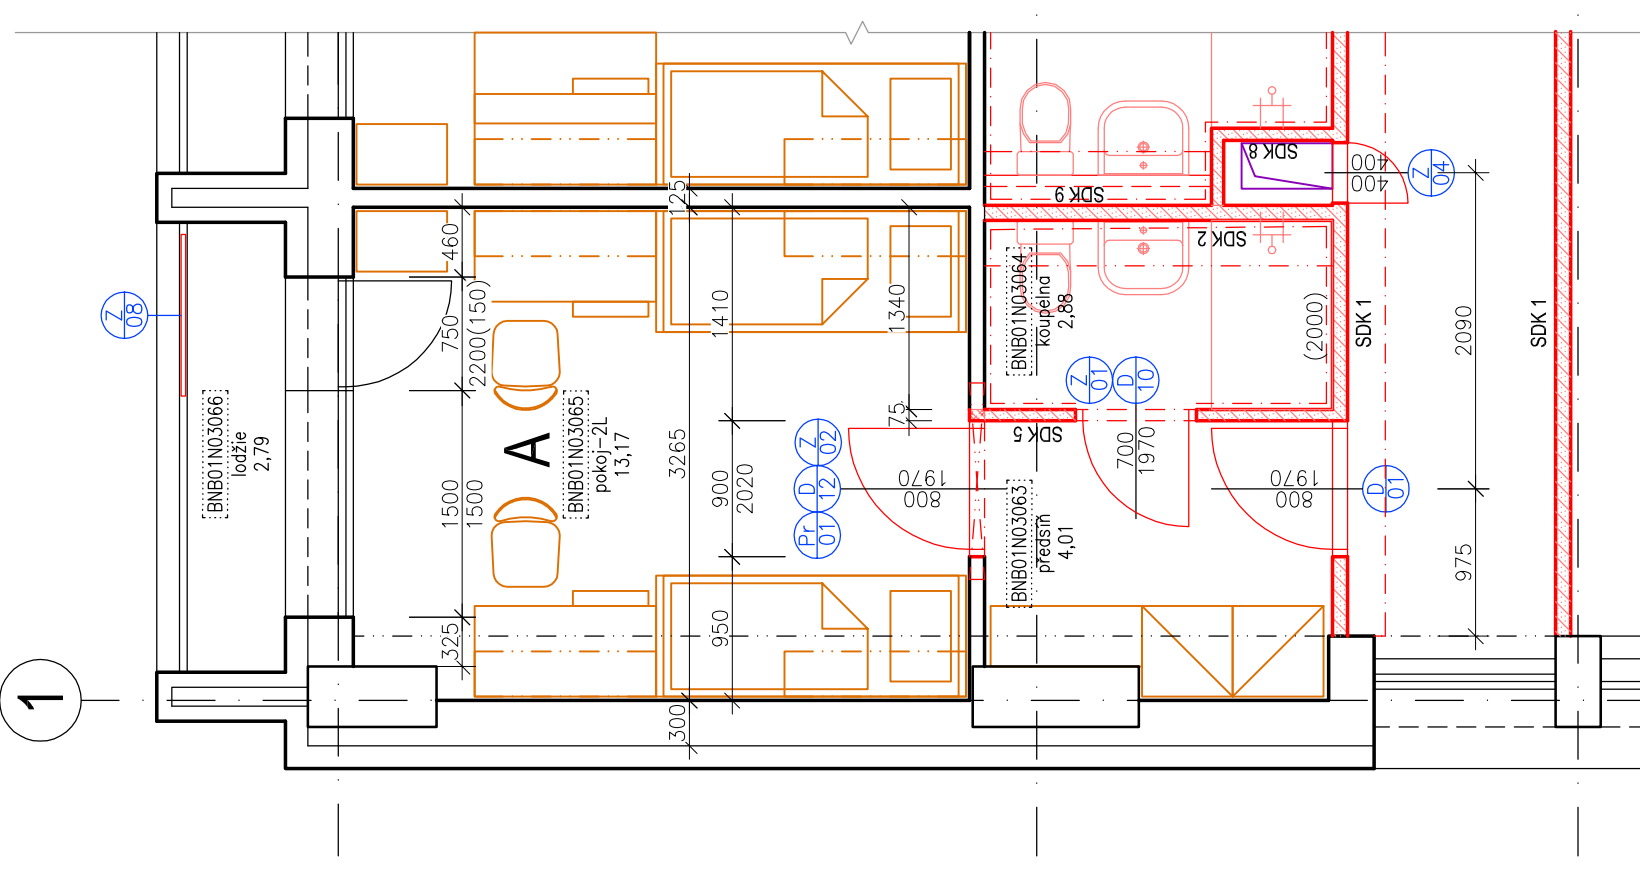 1
Z
08
BNB01N03066
lodžie
2,79
460
750
2200(150)
1500
1500
325
A
BNB01N03065
pokoj-2L
13,17
125
3265
300
1410
900
2020
950
1340
75
Z
02
D
12
Pr
01
1970
800
BNB01N03064
koupelna
2,88
SDK 9
SDK 2
SDK 8
SDK 5
Z
01
D
10
700
1970
BNB01N03063
předsíň
4,01
(2000)
1970
800
D
01
SDK 1
400
400
Z
04
2090
975
SDK 1